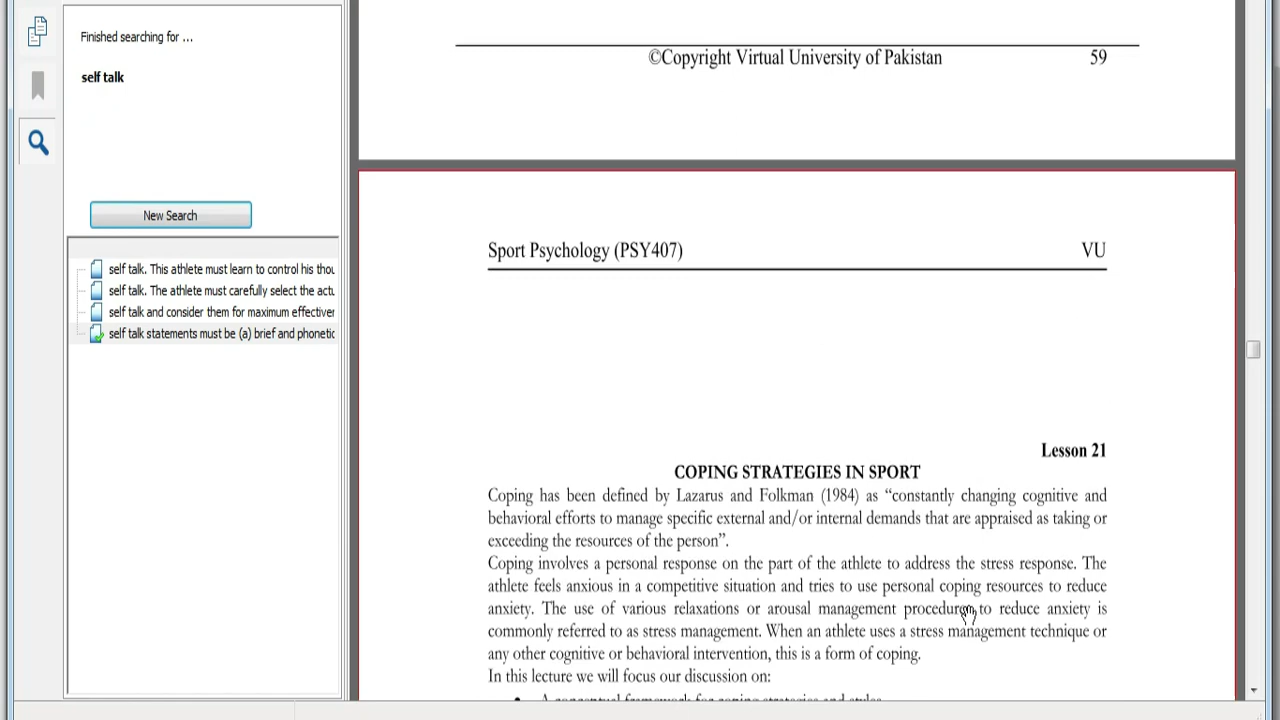 Finished searching for ...
self talk
New Search
self talk. This athlete must learn to control his
self talk. The athlete must carefully select the
self talk and consider them for maximum
self talk statements must be (a) brief and
©Copyright Virtual University of Pakistan 59
Sport Psychology (PSY407) VU
Lesson 21
COPING STRATEGIES IN SPORT
Coping has been defined by Lazarus and Folkman (1984) as “constantly changing cognitive and
behavioral efforts to manage specific external and/or internal demands that are appraised as taking or
exceeding the resources of the person”.
Coping involves a personal response on the part of the athlete to address the stress response. The
athlete feels anxious in a competitive situation and tries to use personal coping resources to reduce
anxiety. The use of various relaxations or arousal management procedures to reduce anxiety is
commonly referred to as stress management. When an athlete uses a stress management technique or
any other cognitive or behavioral intervention, this is a form of coping.
In this lecture we will focus our discussion on: